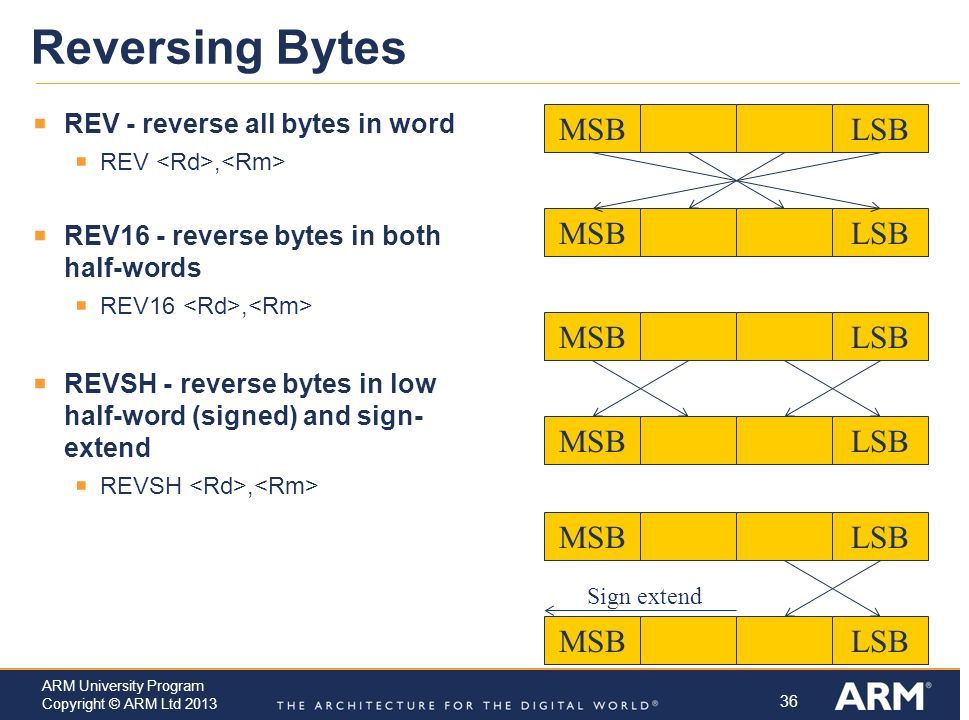 Reversing Bytes
REV - reverse all bytes in word
REV <Rd>,<Rm>
REV16 - reverse bytes in both
half-words
REV16 <Rd>,<Rm>
REVSH - reverse bytes in low
half-word (signed) and sign-
extend
REVSH <Rd>,<Rm>
MSB LSB
MSB LSB
MSB LSB
MSB LSB
MSB LSB
Sign extend
MSB LSB
ARM University Program
Copyright © ARM Ltd 2013
THE ARCHITECTURE FOR THE DIGITAL WORLD®
36
ARM®